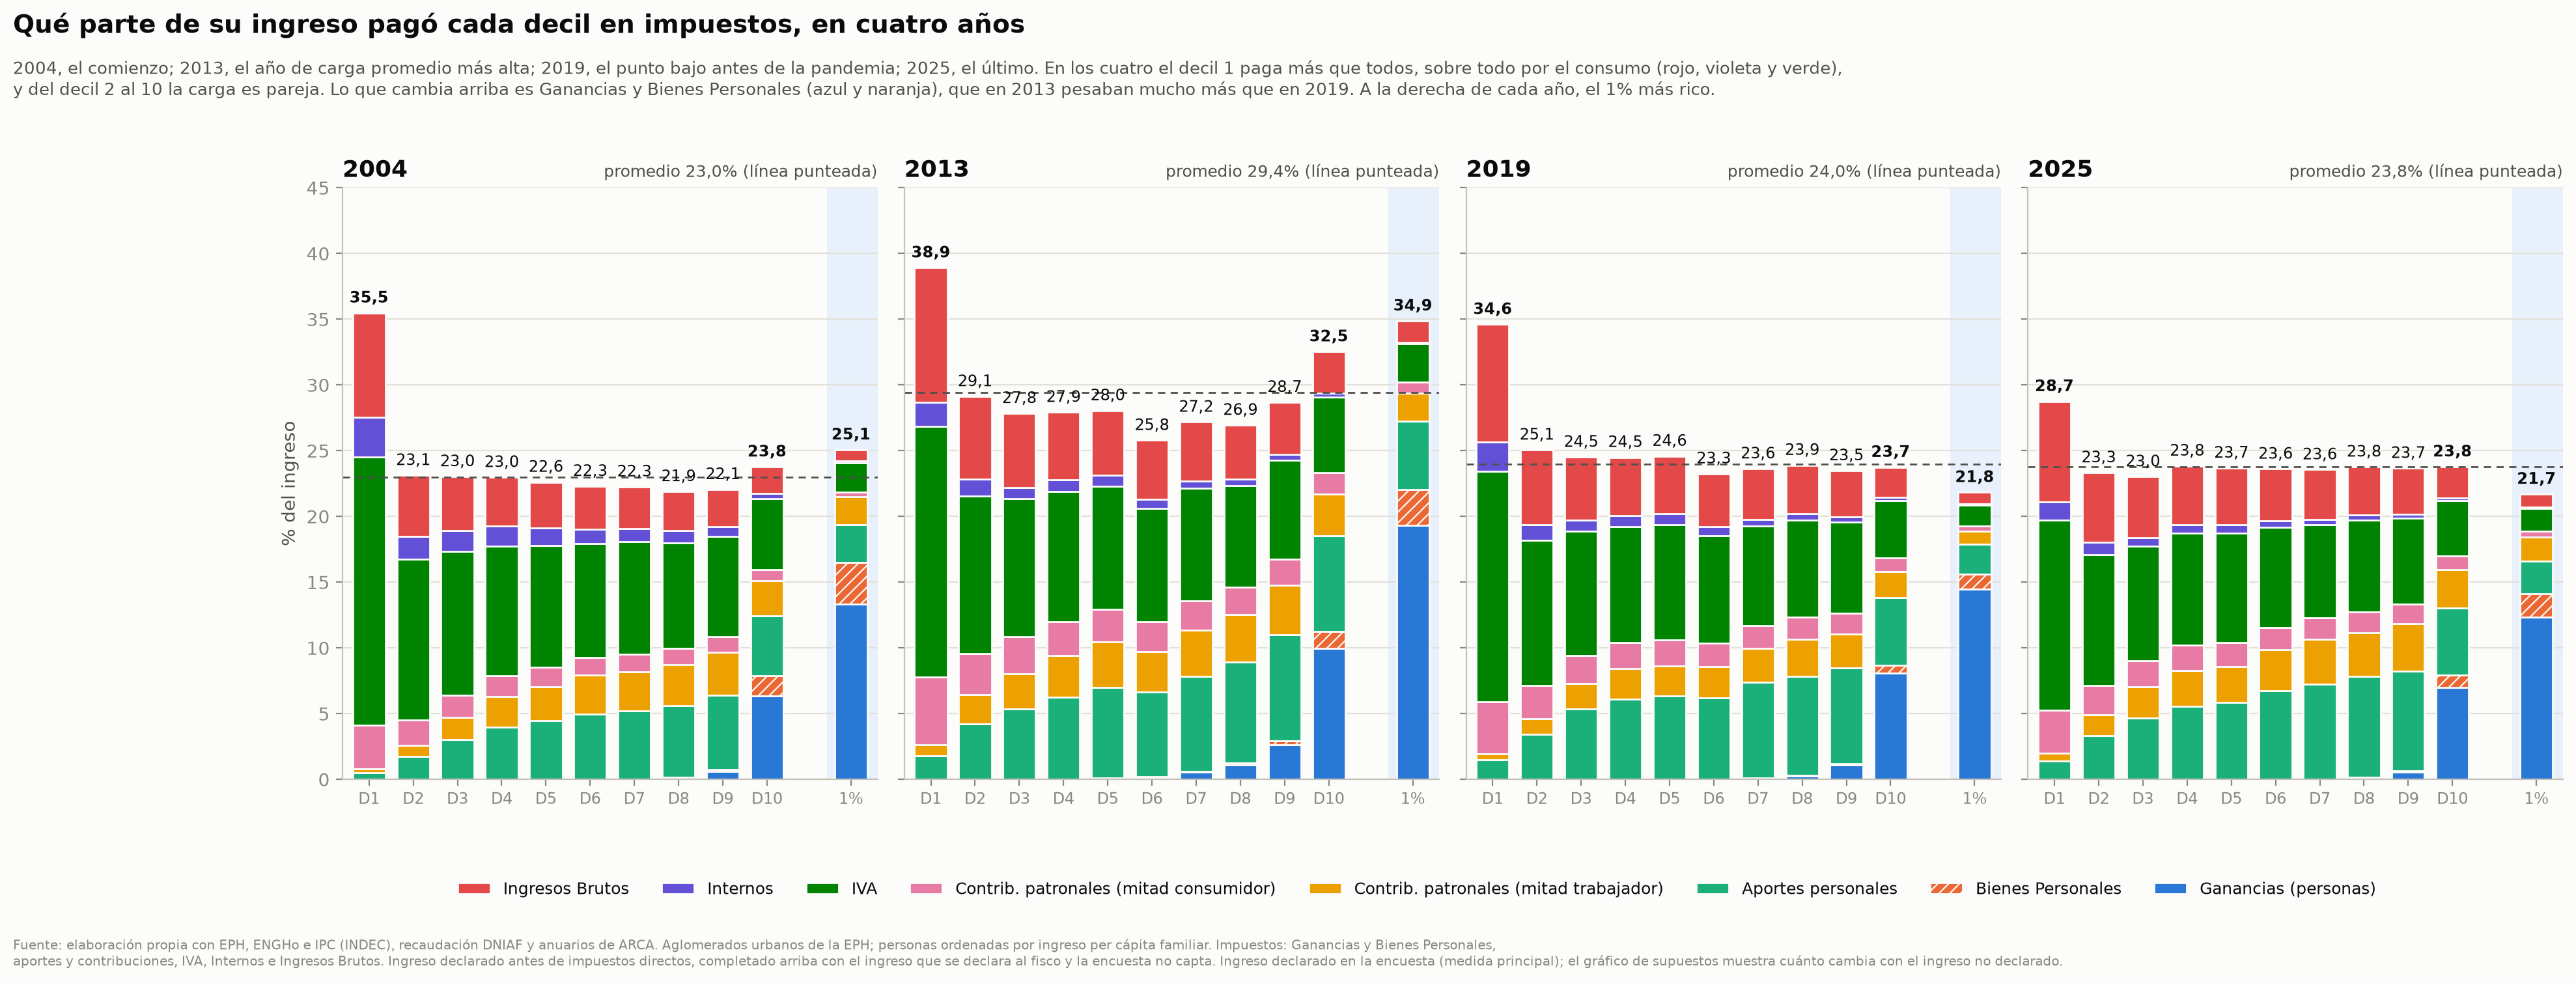 Qué parte de su ingreso pagó cada decil en impuestos, en cuatro años
2004, el comienzo; 2013, el año de carga promedio más alta; 2019, el punto bajo antes de la pandemia; 2025, el último. En los cuatro el decil 1 paga más que todos, sobre todo por el consumo (rojo, violeta y verde),
y del decil 2 al 10 la carga es pareja. Lo que cambia arriba es Ganancias y Bienes Personales (azul y naranja), que en 2013 pesaban mucho más que en 2019. A la derecha de cada año, el 1% más rico.
2004 promedio 23,0% (línea punteada)
% del ingreso
45
40
35
30
25
20
15
10
5
0
35,5 23,1 23,0 23,0 22,6 22,3 22,3 21,9 22,1 23,8 25,1
D1 D2 D3 D4 D5 D6 D7 D8 D9 D10 1%
2013 promedio 29,4% (línea punteada)
38,9 29,1 27,8 27,9 28,0 25,8 27,2 26,9 28,7 32,5 34,9
D1 D2 D3 D4 D5 D6 D7 D8 D9 D10 1%
2019 promedio 24,0% (línea punteada)
34,6 25,1 24,5 24,5 24,6 23,3 23,6 23,9 23,5 23,7 21,8
D1 D2 D3 D4 D5 D6 D7 D8 D9 D10 1%
2025 promedio 23,8% (línea punteada)
28,7 23,3 23,0 23,8 23,7 23,6 23,6 23,8 23,7 23,8 21,7
D1 D2 D3 D4 D5 D6 D7 D8 D9 D10 1%
Ingresos Brutos Internos IVA Contrib. patronales (mitad consumidor) Contrib. patronales (mitad trabajador) Aportes personales Bienes Personales Ganancias (personas)
Fuente: elaboración propia con EPH, ENGHo e IPC (INDEC), recaudación DNIAF y anuarios de ARCA. Aglomerados urbanos de la EPH; personas ordenadas por ingreso per cápita familiar. Impuestos: Ganancias y Bienes Personales,
aportes y contribuciones, IVA, Internos e Ingresos Brutos. Ingreso declarado antes de impuestos directos, completado arriba con el ingreso que se declara al fisco y la encuesta no capta. Ingreso declarado en la encuesta (medida principal); el gráfico de supuestos muestra cuánto cambia con el ingreso no declarado.